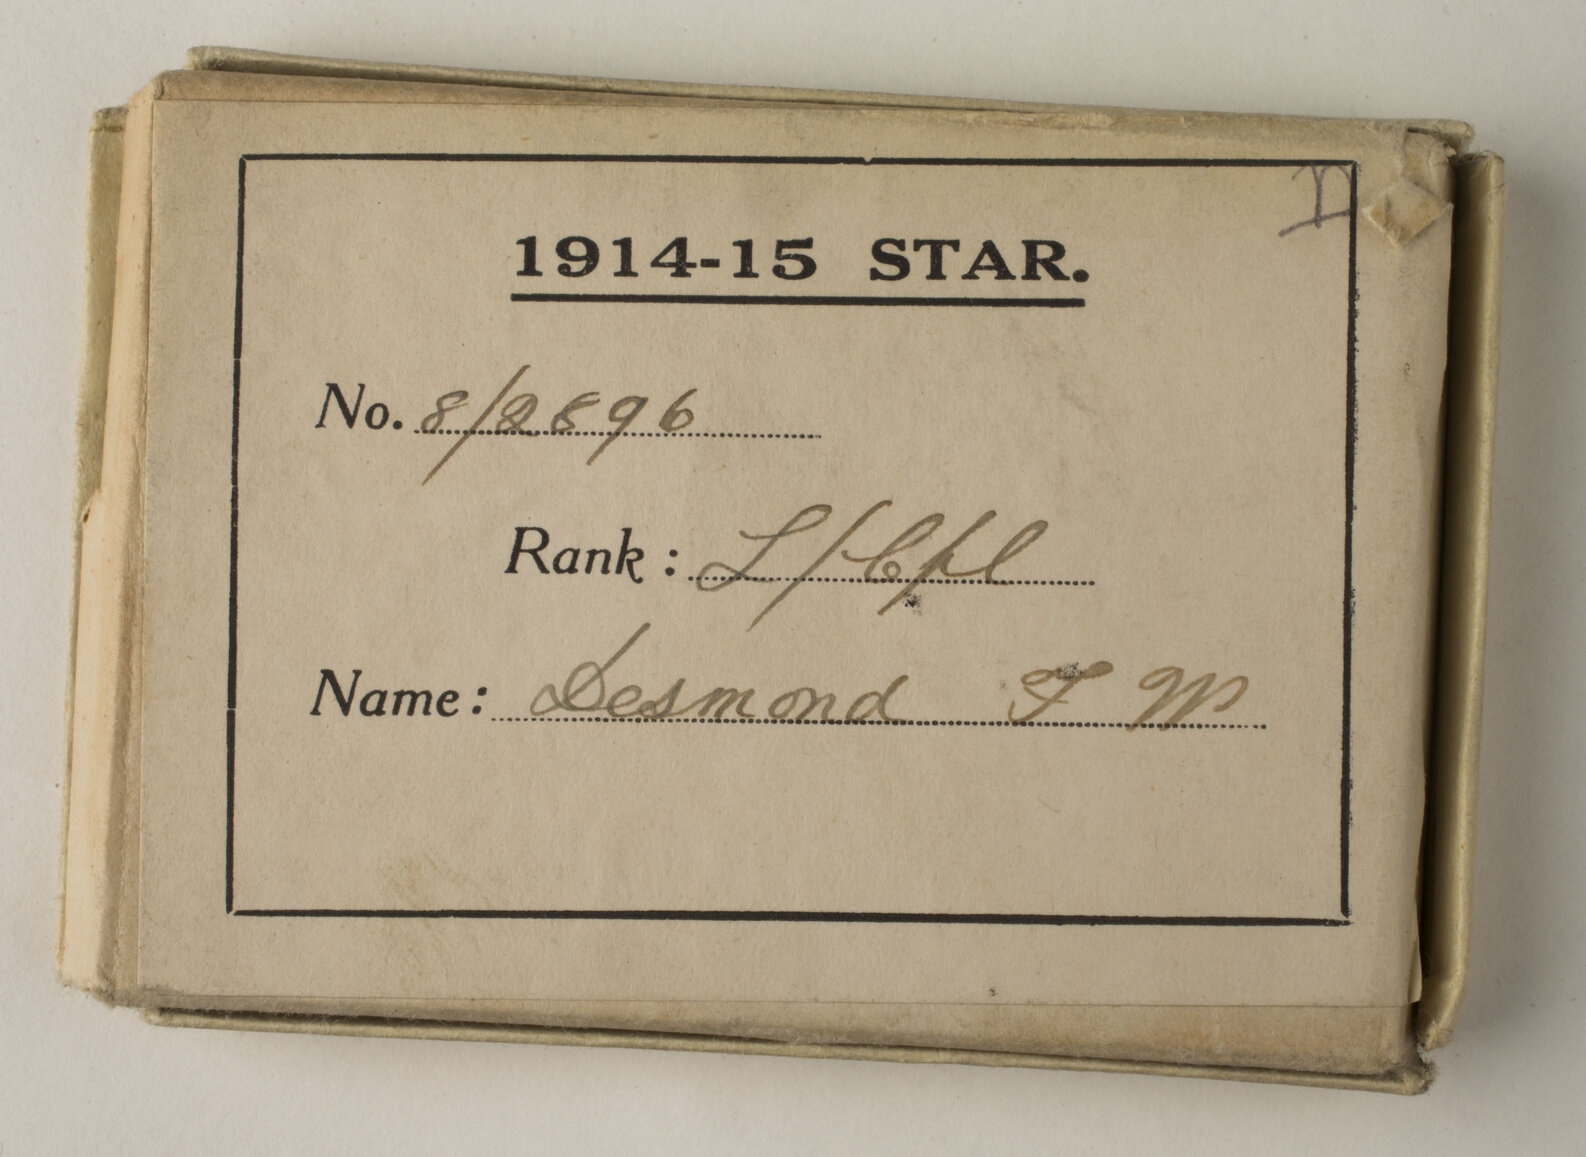 D
1914-15 STAR.
No. 8/2896
Rank: L/Cpl
Name: Desmond F W